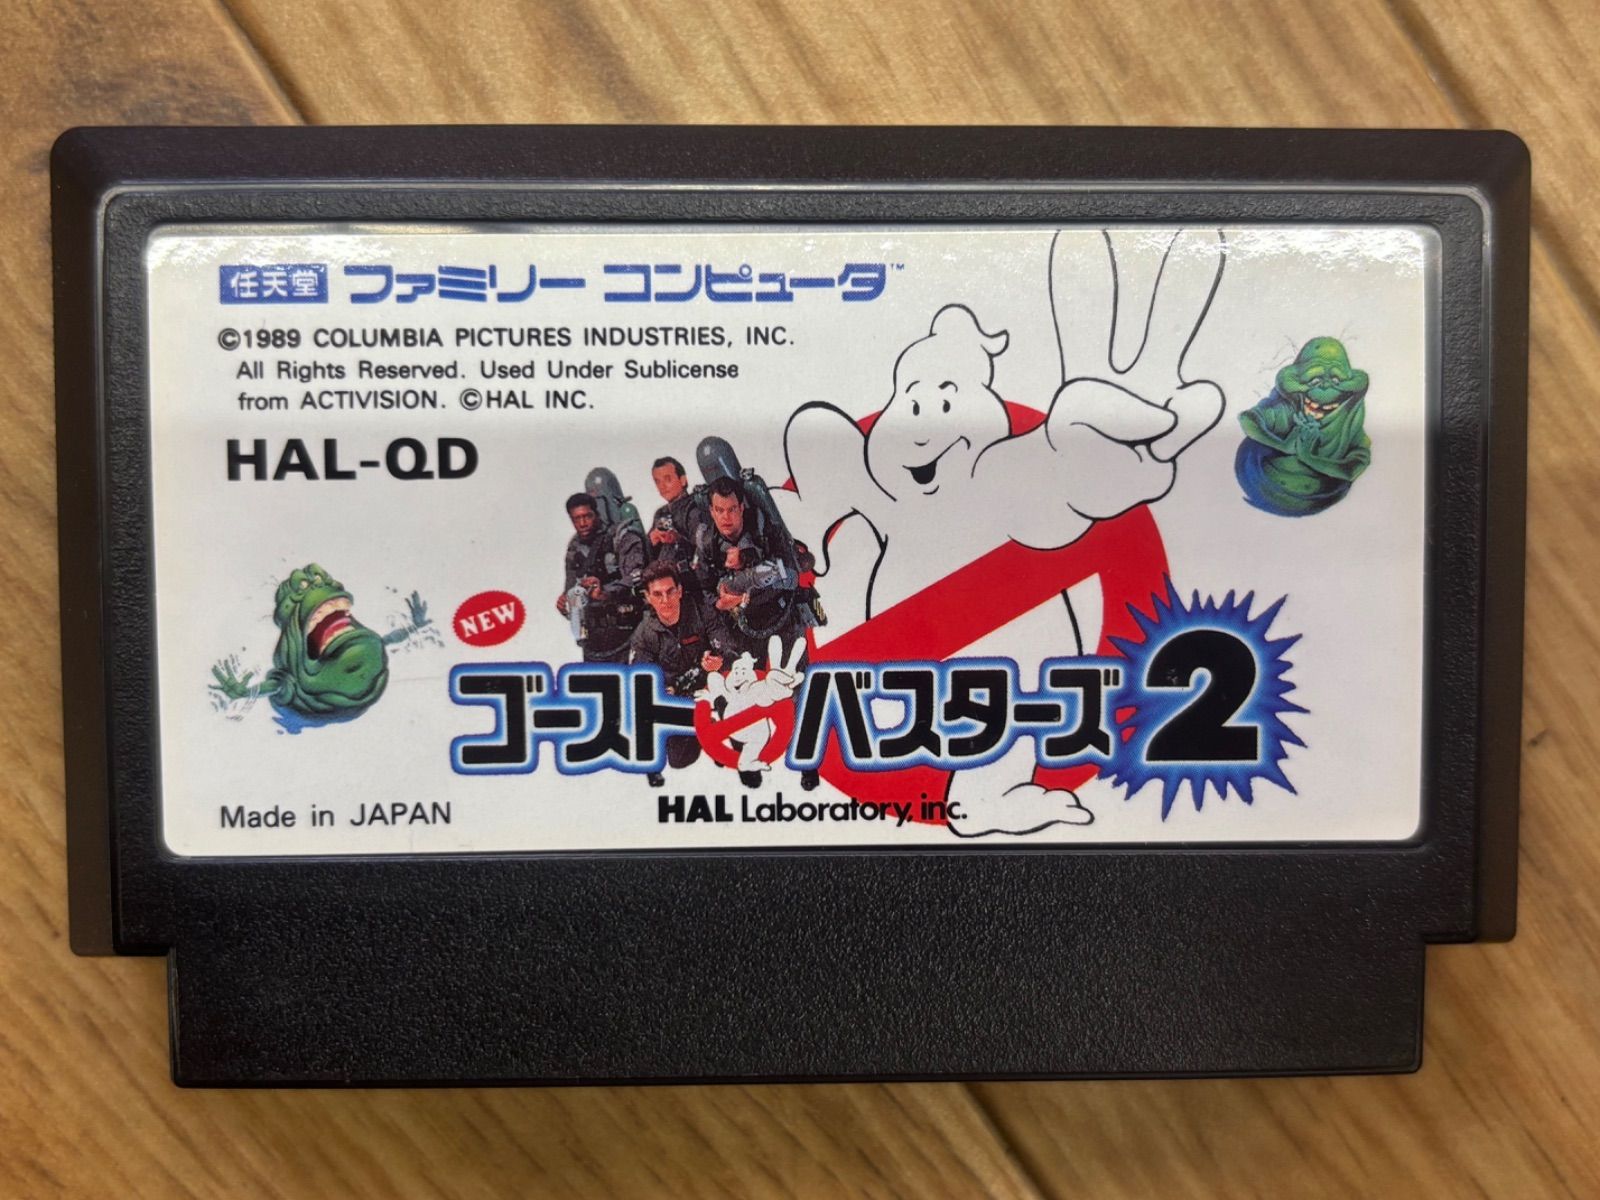 任天堂 ファミリー コンピュータ™
©1989 COLUMBIA PICTURES INDUSTRIES, INC.
All Rights Reserved. Used Under Sublicense
from ACTIVISION. ©HAL INC.
HAL-QD
NEW
ゴーストバスターズ2
Made in JAPAN
HAL Laboratory, inc.